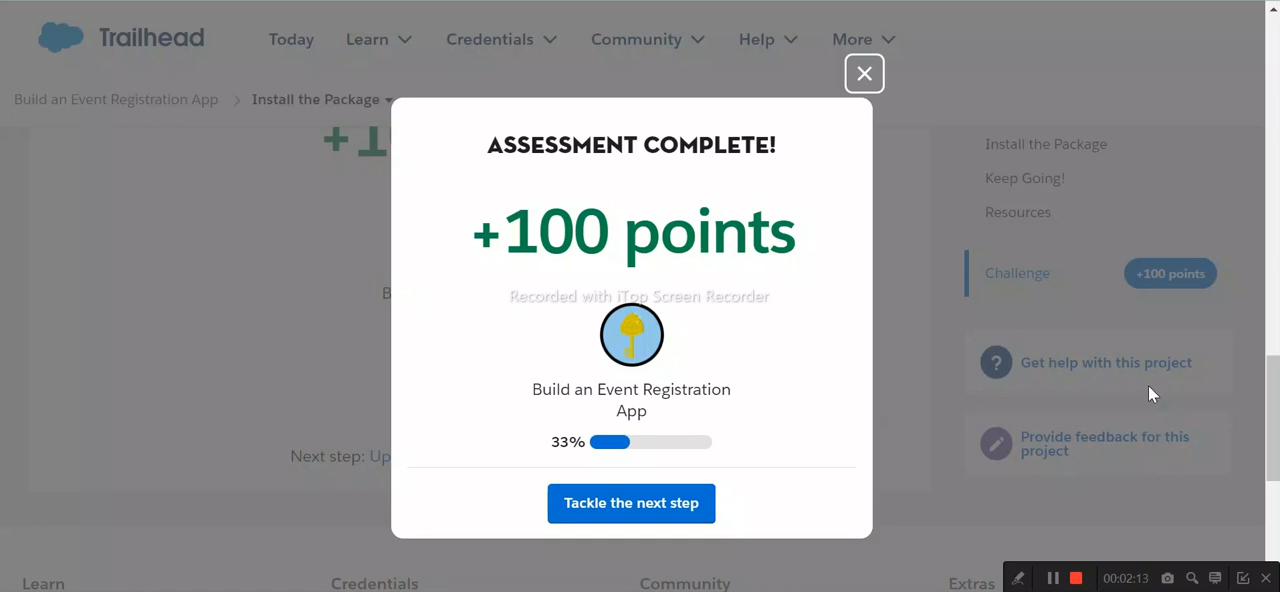 Trailhead
Today Learn Credentials Community Help More
Build an Event Registration App > Install the Package
ASSESSMENT COMPLETE!
+100 points
Recorded with iTop Screen Recorder
Build an Event Registration
App
33%
Tackle the next step
Next step: Up
Install the Package
Keep Going!
Resources
Challenge +100 points
? Get help with this project
Provide feedback for this
project
Learn Credentials Community Extras
00:02:13